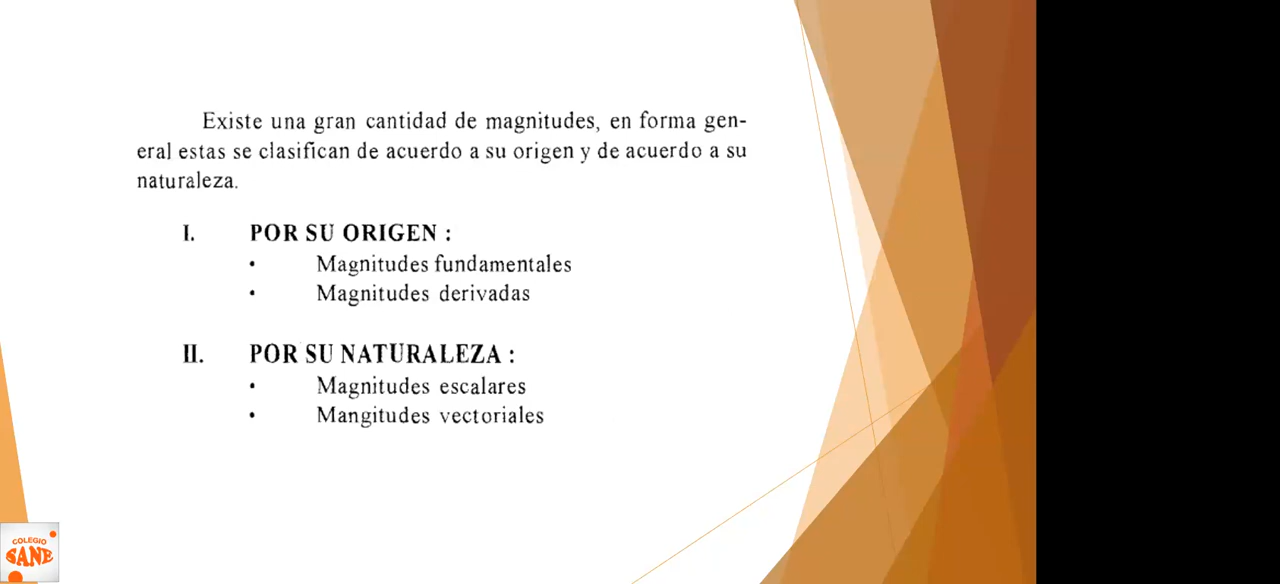 Existe una gran cantidad de magnitudes, en forma gen-
eral estas se clasifican de acuerdo a su origen y de acuerdo a su
naturaleza.
I. POR SU ORIGEN :
• Magnitudes fundamentales
• Magnitudes derivadas
II. POR SU NATURALEZA :
• Magnitudes escalares
• Mangitudes vectoriales
COLEGIO
SANE